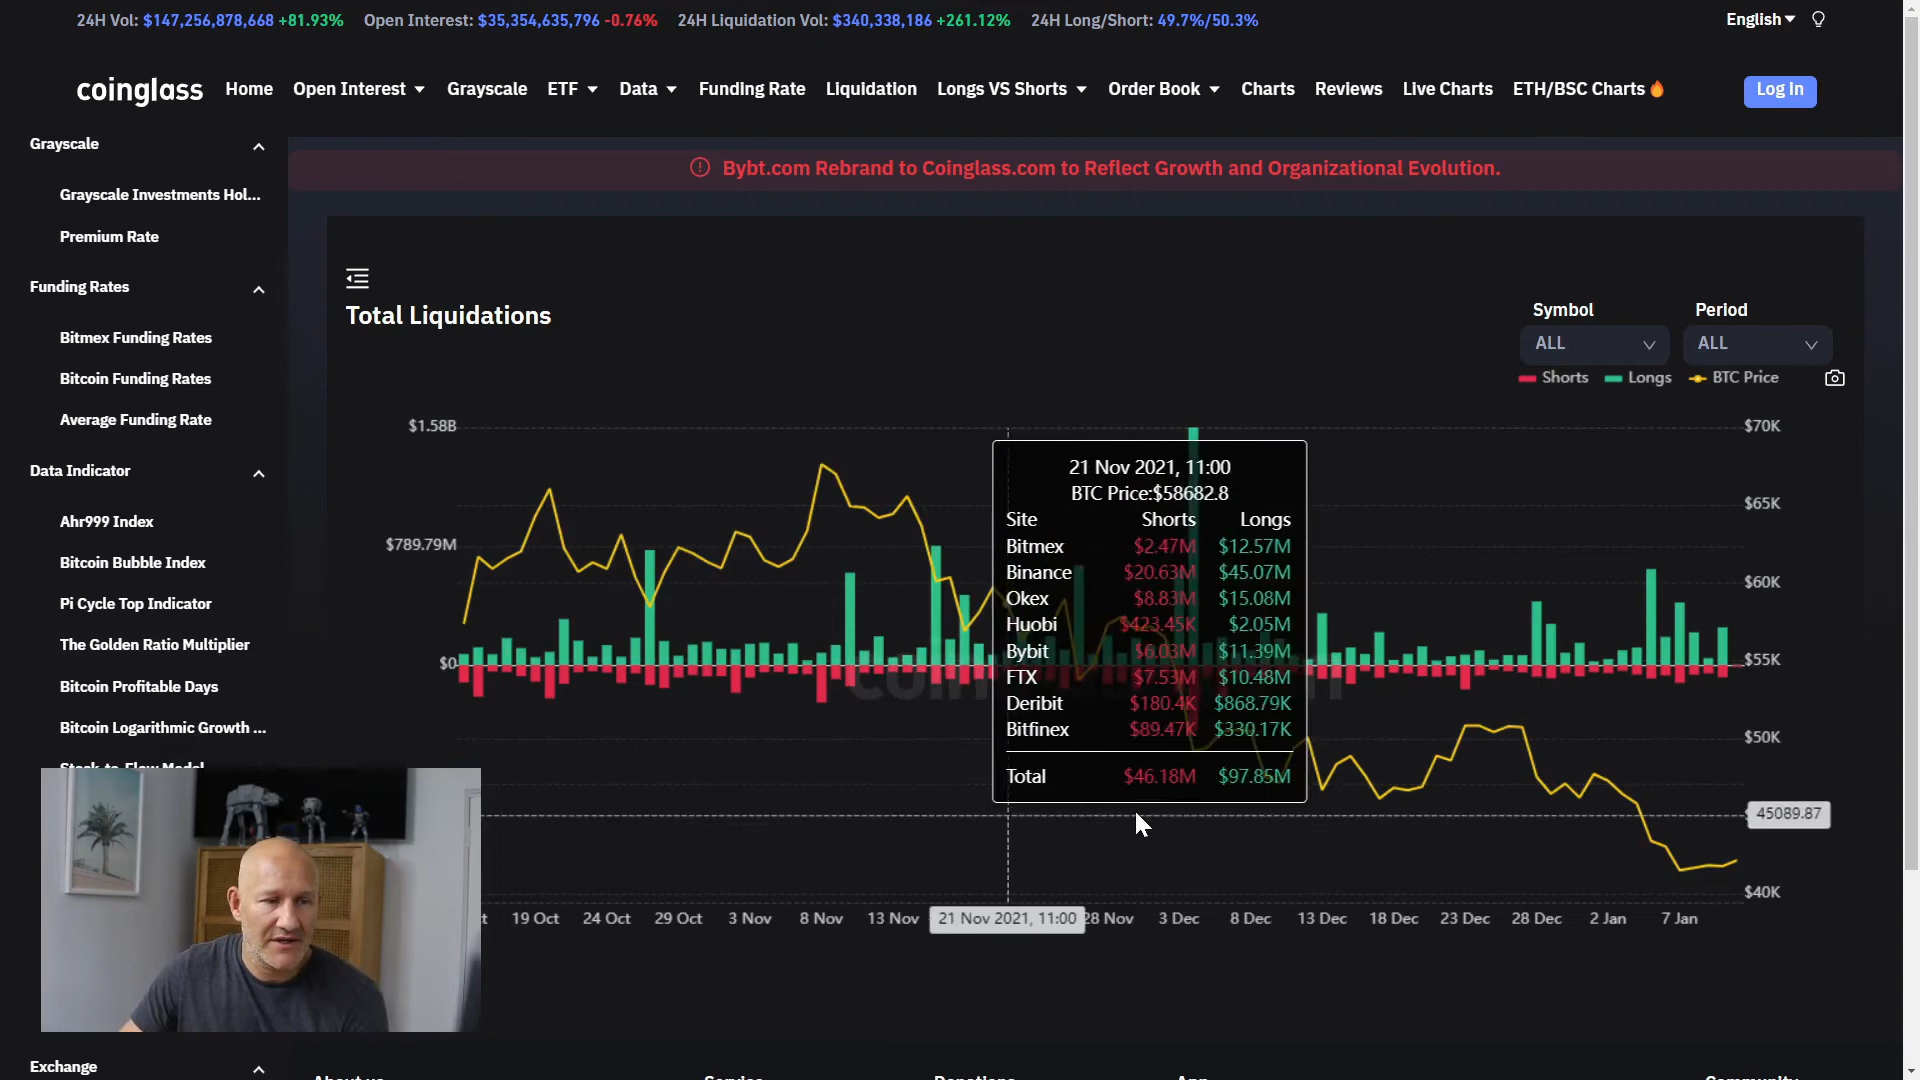 24H Vol: $147,256,878,668 +81.93% Open Interest: $35,354,635,796 -0.76% 24H Liquidation Vol: $340,338,186 +261.12% 24H Long/Short: 49.7%/50.3% English
coinglass Home Open Interest Grayscale ETF Data Funding Rate Liquidation Longs VS Shorts Order Book Charts Reviews Live Charts ETH/BSC Charts Log In
Grayscale
Bybt.com Rebrand to Coinglass.com to Reflect Growth and Organizational Evolution.
Grayscale Investments Hol...
Premium Rate
Funding Rates
Bitmex Funding Rates
Bitcoin Funding Rates
Average Funding Rate
Data Indicator
Ahr999 Index
Bitcoin Bubble Index
Pi Cycle Top Indicator
The Golden Ratio Multiplier
Bitcoin Profitable Days
Bitcoin Logarithmic Growth ...
Stock-to-Flow Model
Exchange
Total Liquidations
Symbol Period
ALL ALL
Shorts Longs BTC Price
$1.58B
$789.79M
$0
21 Nov 2021, 11:00
BTC Price:$58682.8
Site Shorts Longs
Bitmex $2.47M $12.57M
Binance $20.63M $45.07M
Okex $8.83M $15.08M
Huobi $423.45K $2.05M
Bybit $6.03M $11.39M
FTX $7.53M $10.48M
Deribit $180.4K $868.79K
Bitfinex $89.47K $330.17K
Total $46.18M $97.85M
$70K
$65K
$60K
$55K
$50K
45089.87
$40K
19 Oct 24 Oct 29 Oct 3 Nov 8 Nov 13 Nov 21 Nov 2021, 11:00 28 Nov 3 Dec 8 Dec 13 Dec 18 Dec 23 Dec 28 Dec 2 Jan 7 Jan